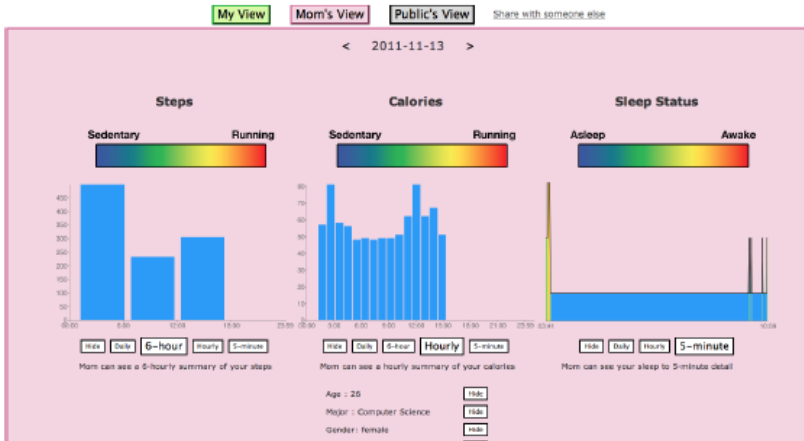 My View Mom's View Public's View Share with someone else
< 2011-11-13 >
Steps Calories Sleep Status
Sedentary Running Sedentary Running Asleep Awake
450 80
400 70
350 60
300 50
250 40
200 30
150 20
100 10
50 0
0
00:00 6:00 12:00 18:00 23:59 00:00 3:00 6:00 9:00 12:00 15:00 18:00 21:00 23:59
Hide Daily 6-hour Hourly 5-minute Hide Daily 6-hour Hourly 5-minute Hide Daily Hourly 5-minute
Mom can see a 6-hourly summary of your steps Mom can see a hourly summary of your calories Mom can see your sleep to 5-minute detail
Age : 26 Hide
Major : Computer Science Hide
Gender: female Hide